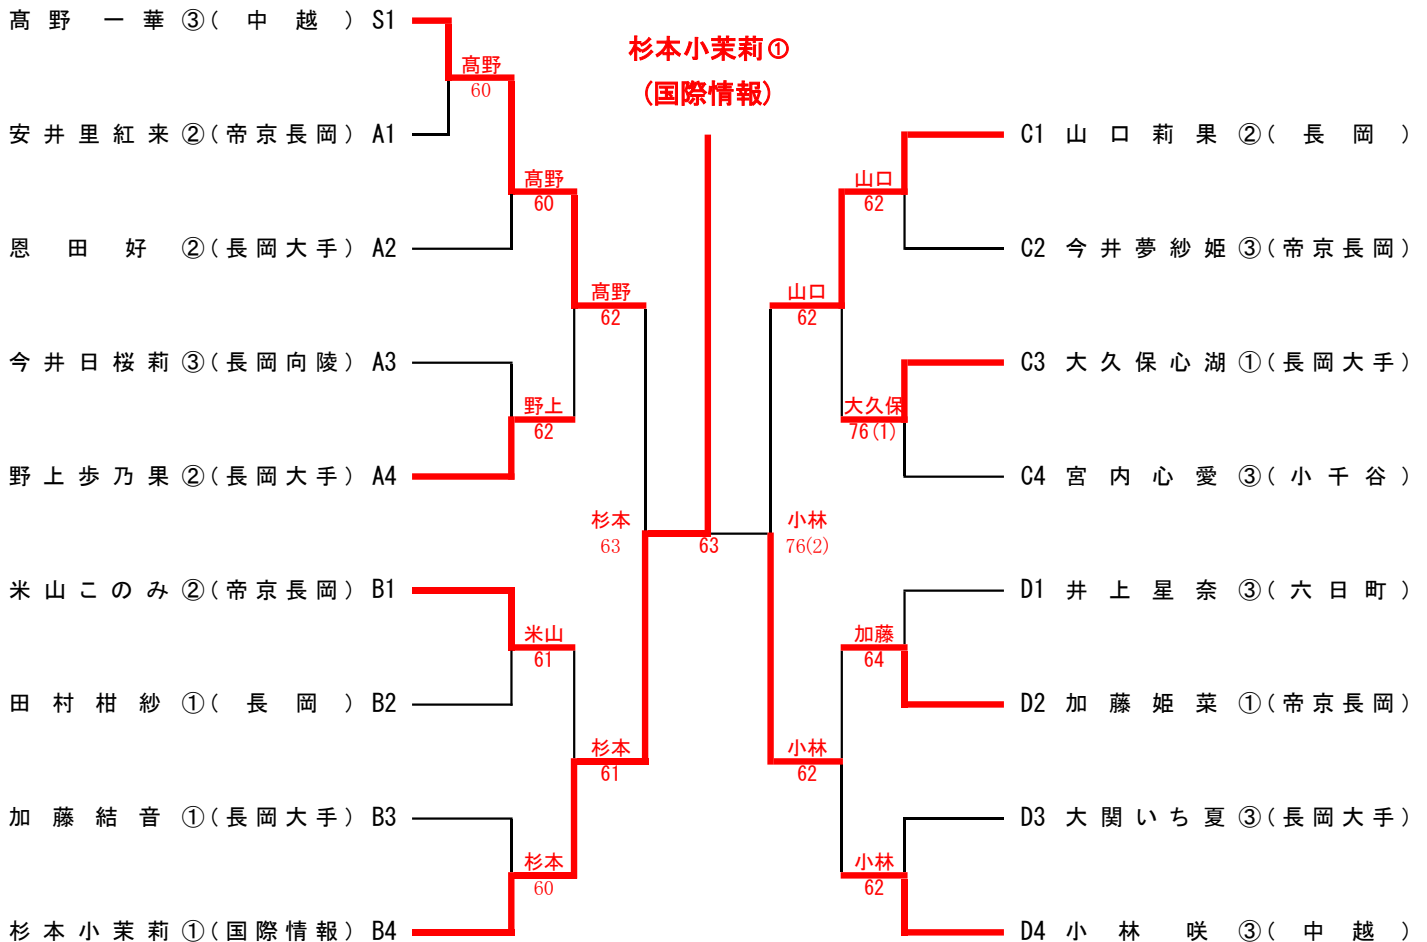 髙野一華③(中越) S1
安井里紅来②(帝京長岡) A1
恩田好②(長岡大手) A2
今井日桜莉③(長岡向陵) A3
野上歩乃果②(長岡大手) A4
米山このみ②(帝京長岡) B1
田村柑紗①(長岡) B2
加藤結音①(長岡大手) B3
杉本小茉莉①(国際情報) B4
髙野
60
髙野
60
野上
62
米山
61
杉本
60
髙野
62
杉本
61
杉本
63
杉本小茉莉①
(国際情報)
63
小林
76(2)
山口
62
小林
62
山口
62
大久保
76(1)
加藤
64
小林
62
C1 山口莉果②(長岡)
C2 今井夢紗姫③(帝京長岡)
C3 大久保心湖①(長岡大手)
C4 宮内心愛③(小千谷)
D1 井上星奈③(六日町)
D2 加藤姫菜①(帝京長岡)
D3 大関いち夏③(長岡大手)
D4 小林咲③(中越)